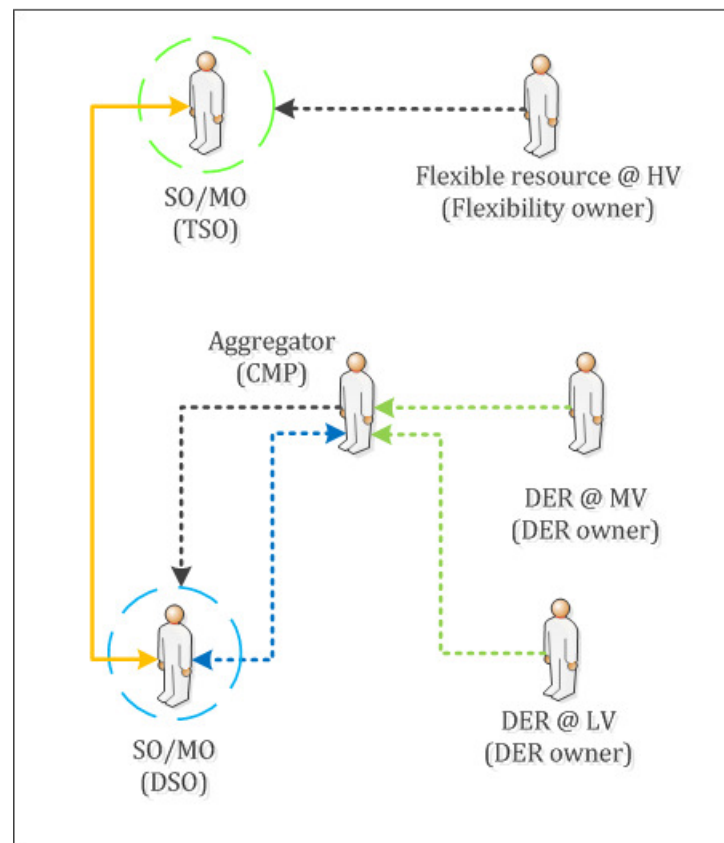 SO/MO
(TSO)
Flexible resource @ HV
(Flexibility owner)
Aggregator
(CMP)
DER @ MV
(DER owner)
SO/MO
(DSO)
DER @ LV
(DER owner)